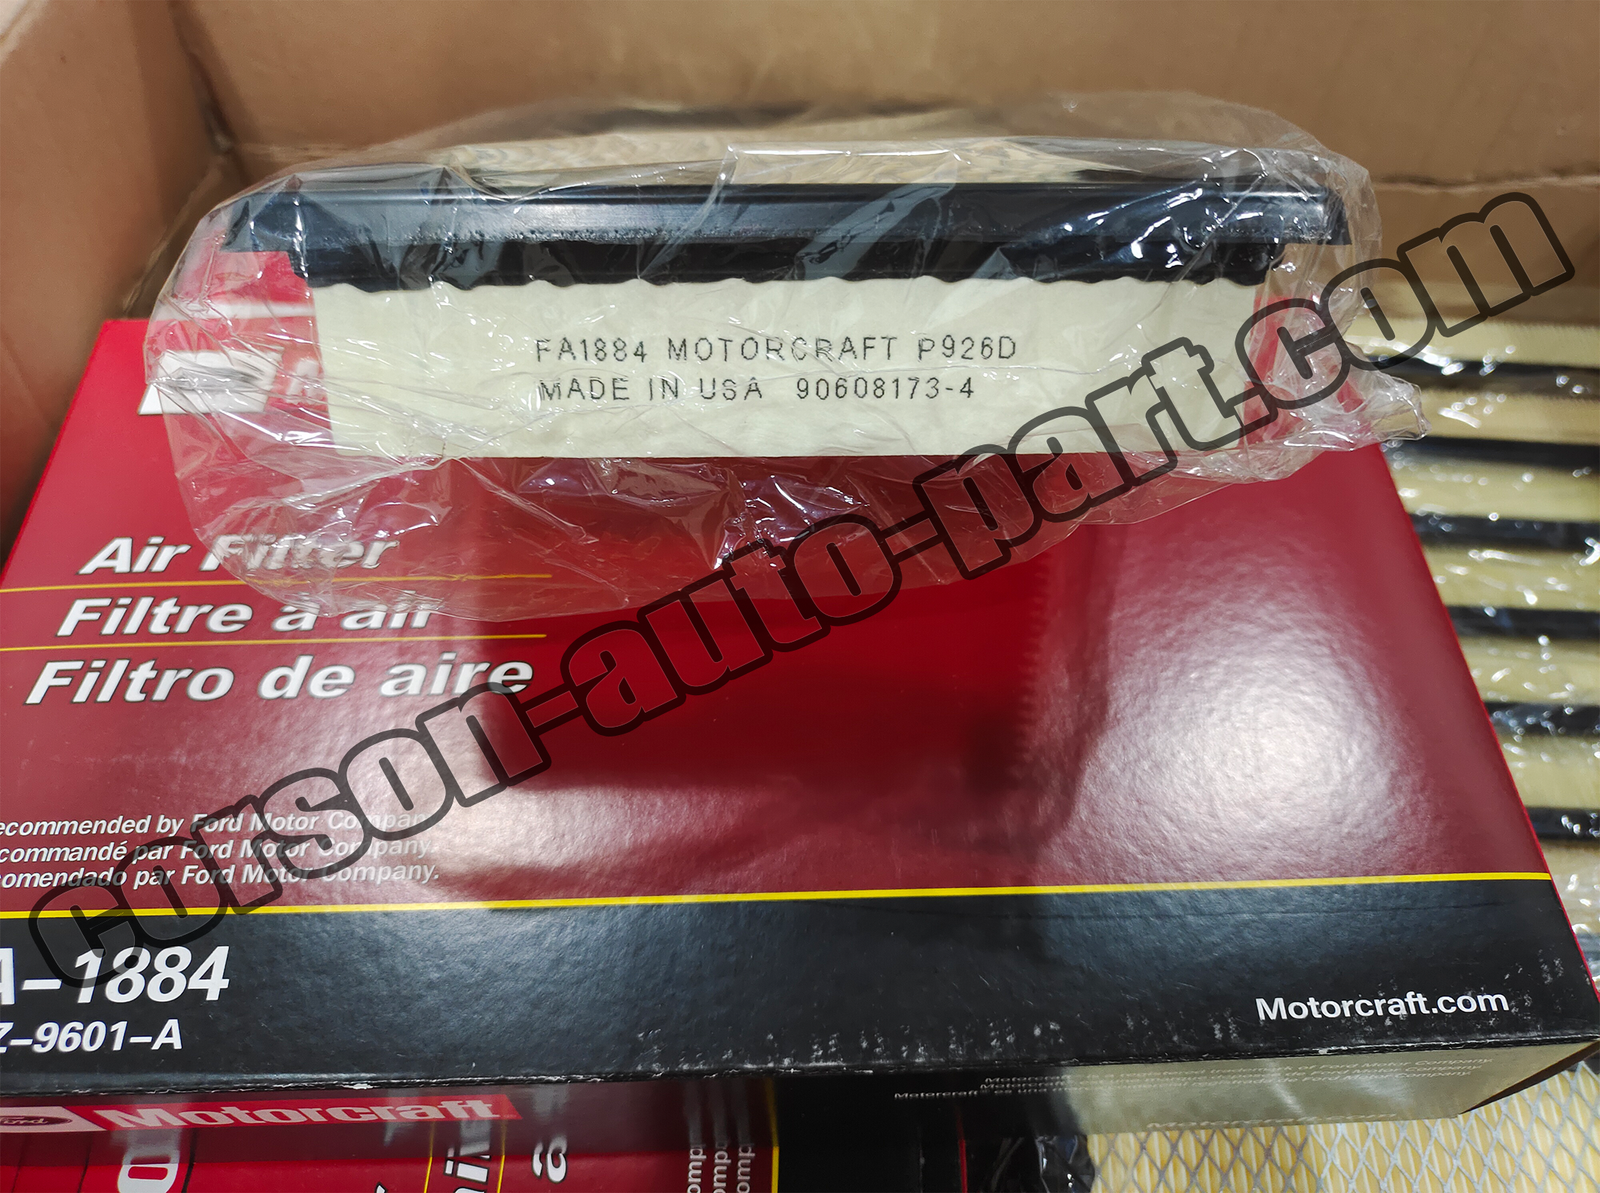 FA1884 MOTORCRAFT P926D
MADE IN USA 90608173-4
Air Filter
Filtre à air
Filtro de aire
ecommended by Ford Motor Company
commandé par Ford Motor Company.
omendado par Ford Motor Company.
A-1884
Z-9601-A
Motorcraft.com
corson-auto-part.com
Ford
Motorcraft